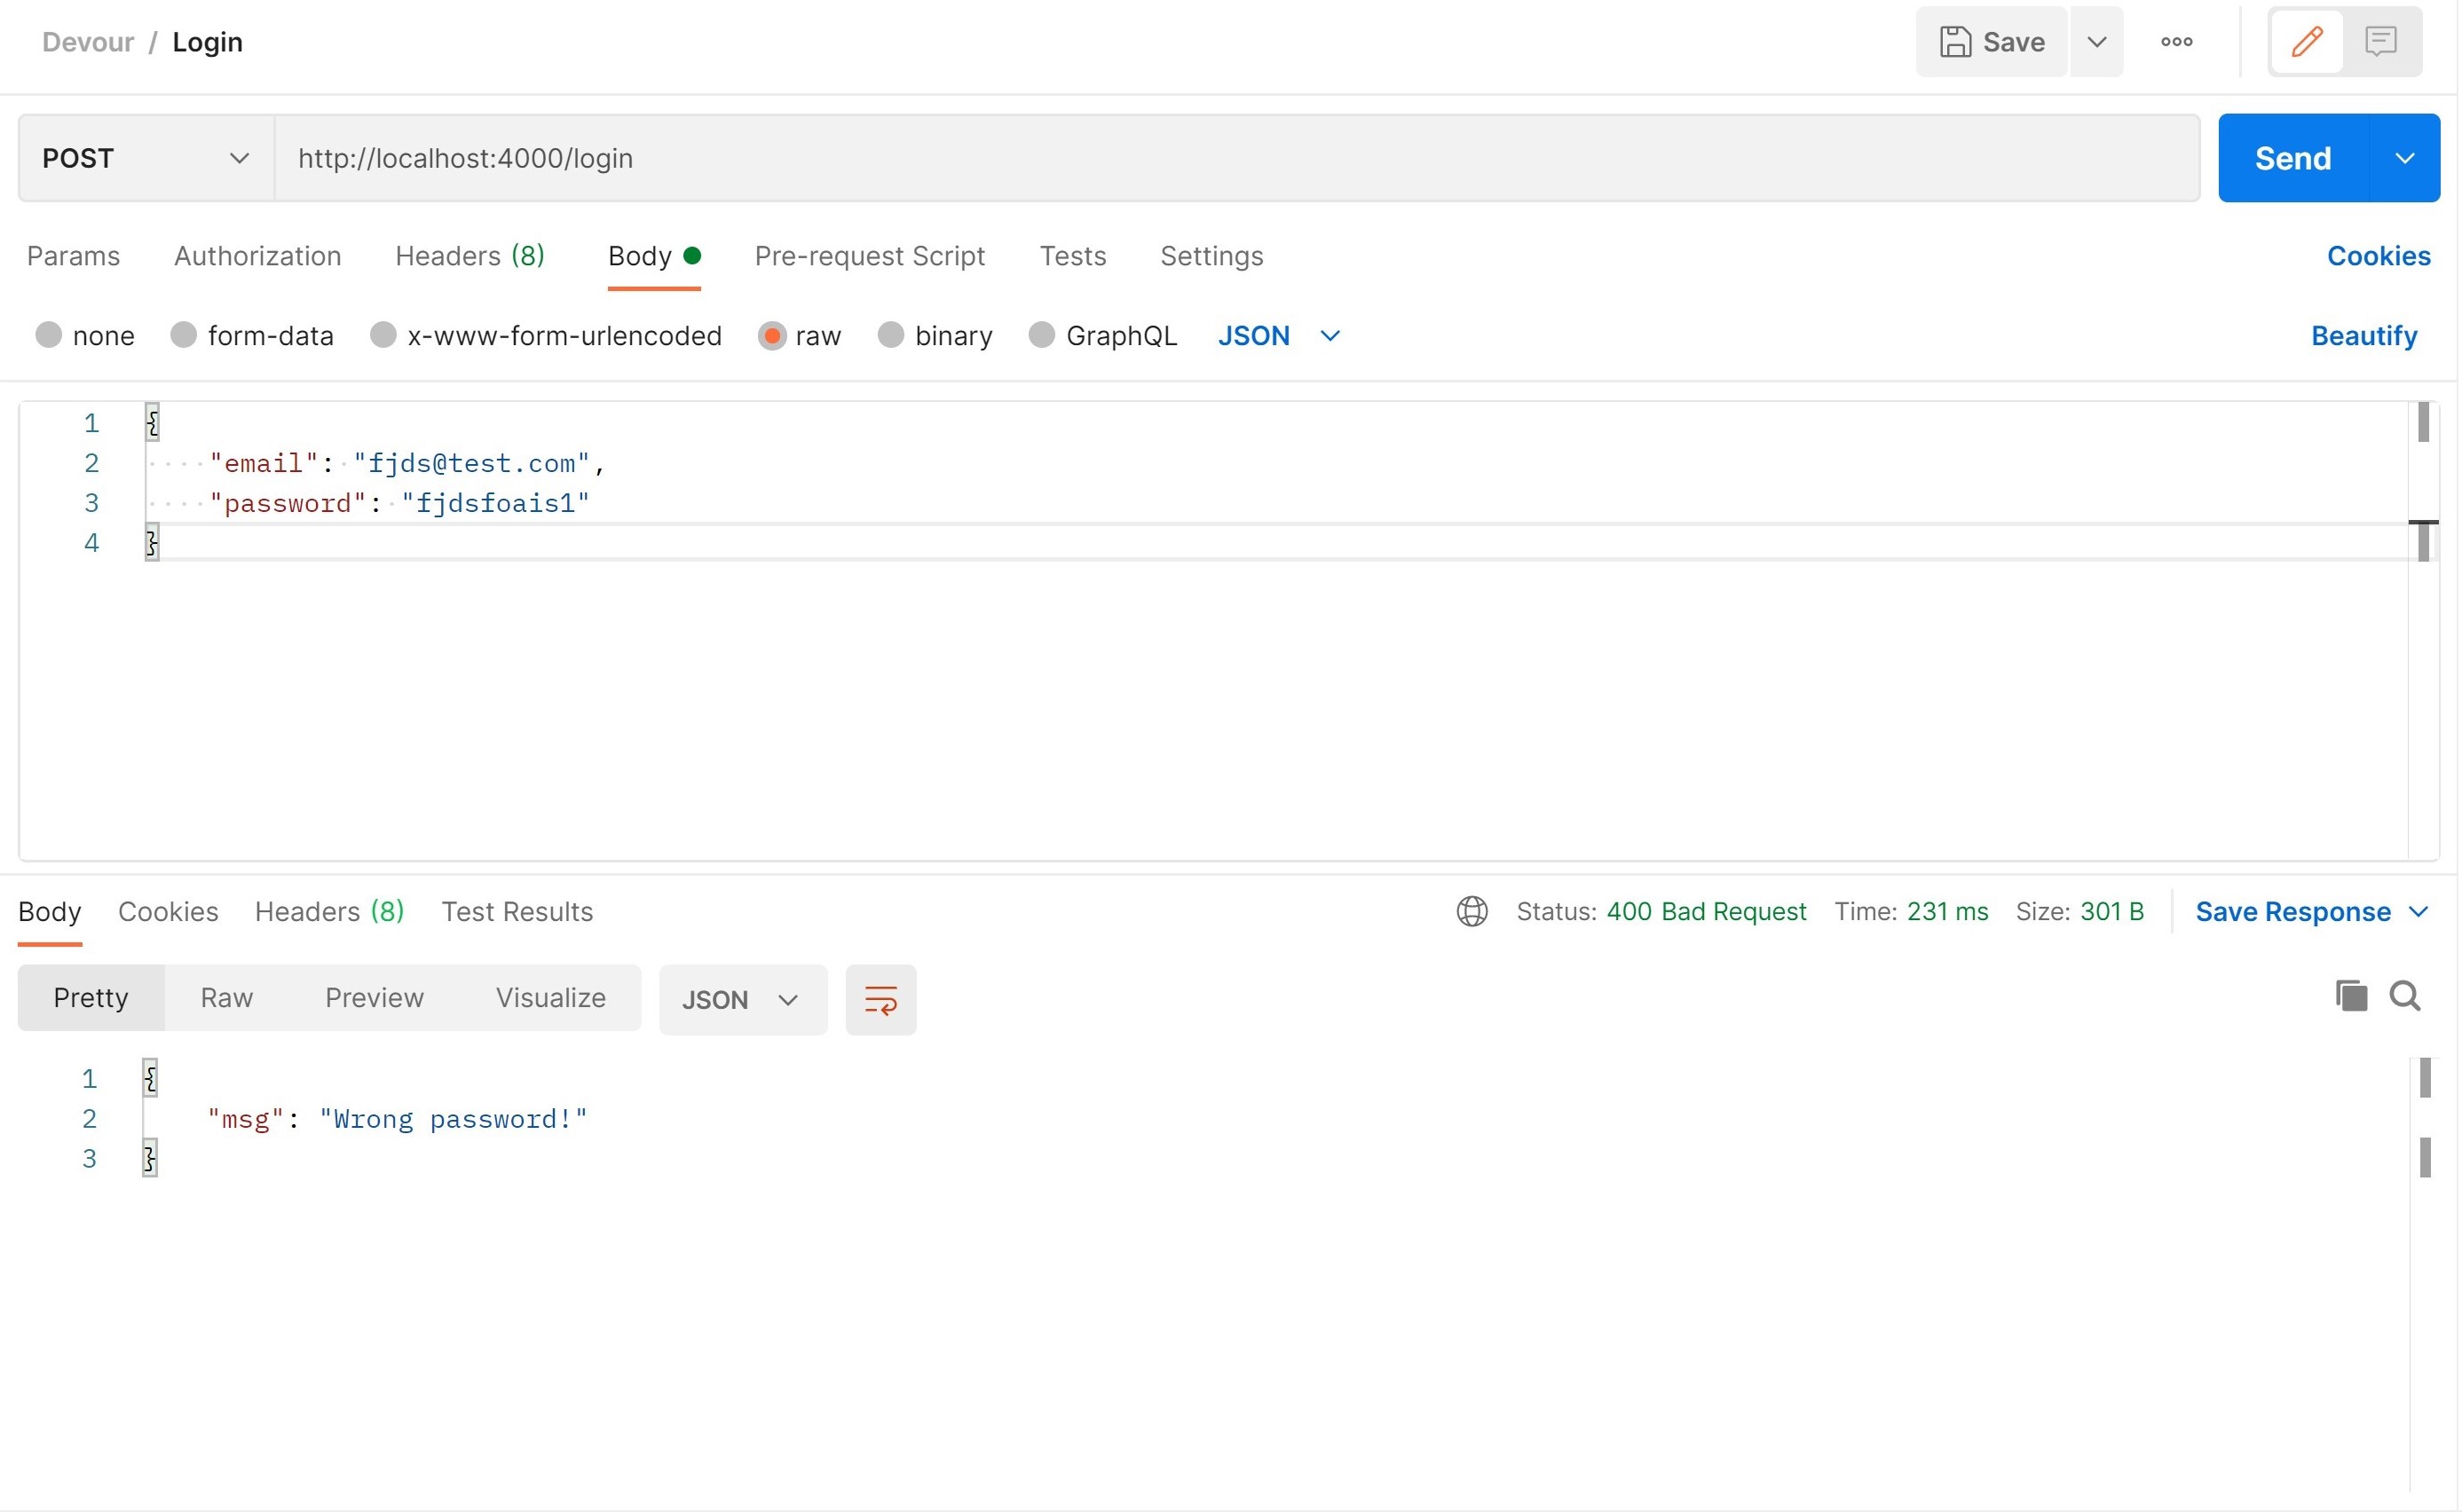 Devour / Login
Save
POST
http://localhost:4000/login
Send
Params Authorization Headers (8) Body Pre-request Script Tests Settings Cookies
none form-data x-www-form-urlencoded raw binary GraphQL JSON Beautify
1 {
2 "email": "fjds@test.com",
3 "password": "fjdsfoais1"
4 }
Body Cookies Headers (8) Test Results Status: 400 Bad Request Time: 231 ms Size: 301 B Save Response
Pretty Raw Preview Visualize JSON
1 {
2 "msg": "Wrong password!"
3 }